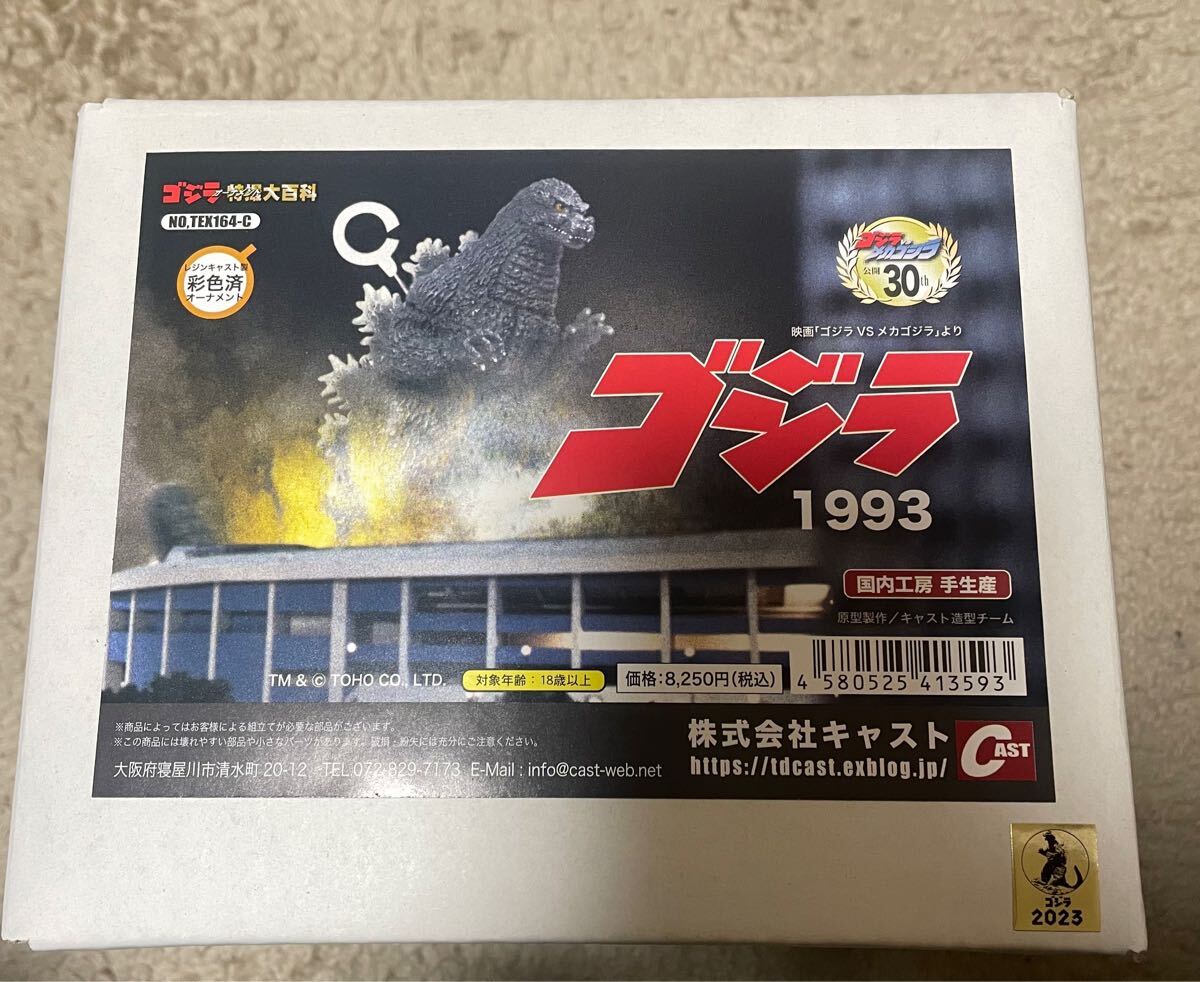 ゴジラ特撮大百科
オーナメント
NO,TEX164-C
レジンキャスト製
彩色済
オーナメント
ゴジラVSメカゴジラ
公開30th
映画「ゴジラ VS メカゴジラ」より
ゴジラ
1993
国内工房 手生産
原型製作／キャスト造型チーム
TM & © TOHO CO., LTD.
対象年齢：18歳以上
価格:8,250円(税込)
4 580525 413593
※商品によってはお客様による組立てが必要な部品がございます。
※この商品には壊れやすい部品や小さなパーツがあります。破損・紛失には充分にご注意ください。
大阪府寝屋川市清水町 20-12 TEL 072-829-7173 E-Mail : info@cast-web.net
株式会社キャスト
https://tdcast.exblog.jp/
CAST
ゴジラ
2023